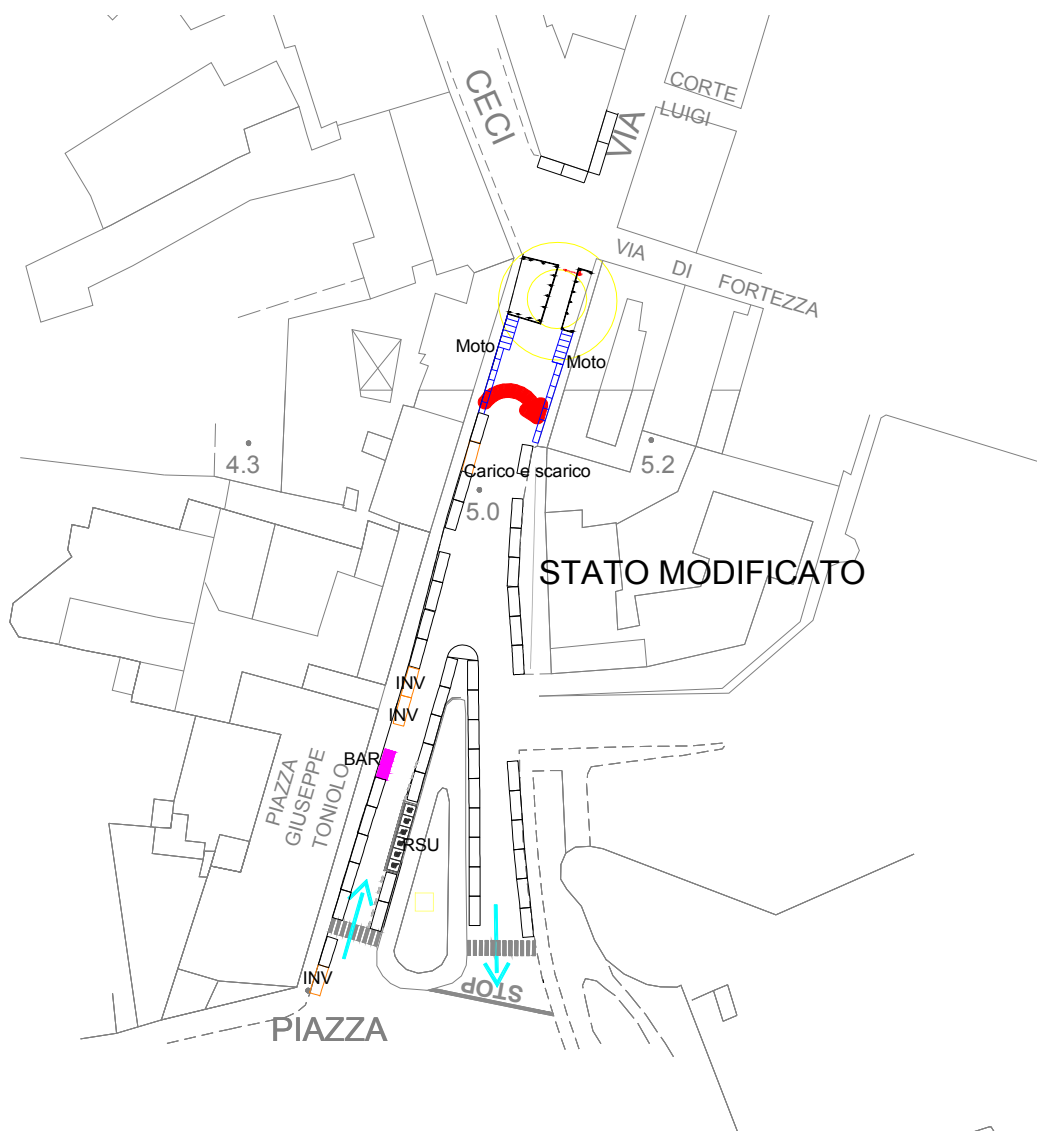 CECI
VIA
CORTE
LUIGI
VIA DI FORTEZZA
Moto
Moto
4.3
Carico e scarico
5.2
5.0
STATO MODIFICATO
INV
INV
BAR
PIAZZA
GIUSEPPE
TONIOLO
RSU
INV
STOP
PIAZZA